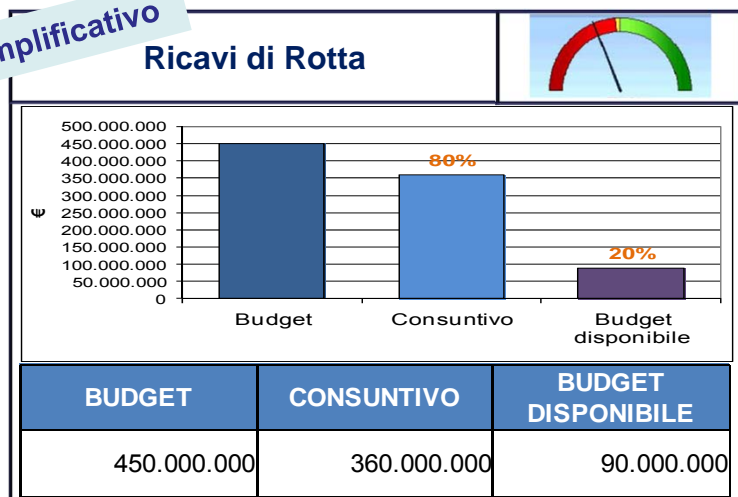 Ricavi di Rotta
500.000.000
450.000.000
400.000.000
350.000.000
300.000.000
250.000.000
200.000.000
150.000.000
100.000.000
50.000.000
0
€
80%
20%
Budget
Consuntivo
Budget
disponibile
BUDGET
CONSUNTIVO
BUDGET
DISPONIBILE
450.000.000
360.000.000
90.000.000